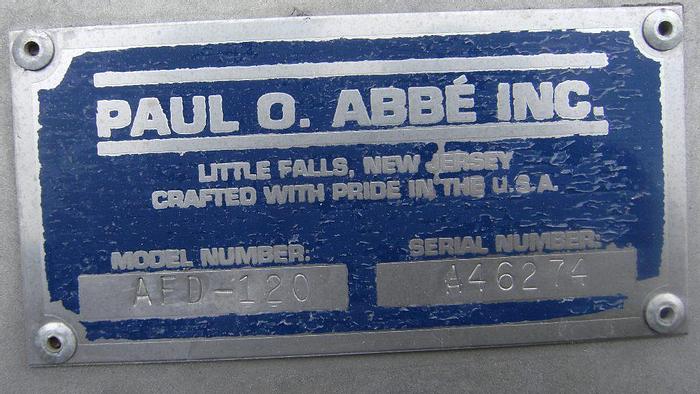 PAUL O. ABBÉ INC.
LITTLE FALLS, NEW JERSEY
CRAFTED WITH PRIDE IN THE U.S.A.
MODEL NUMBER: SERIAL NUMBER:
AFD-120 A46274